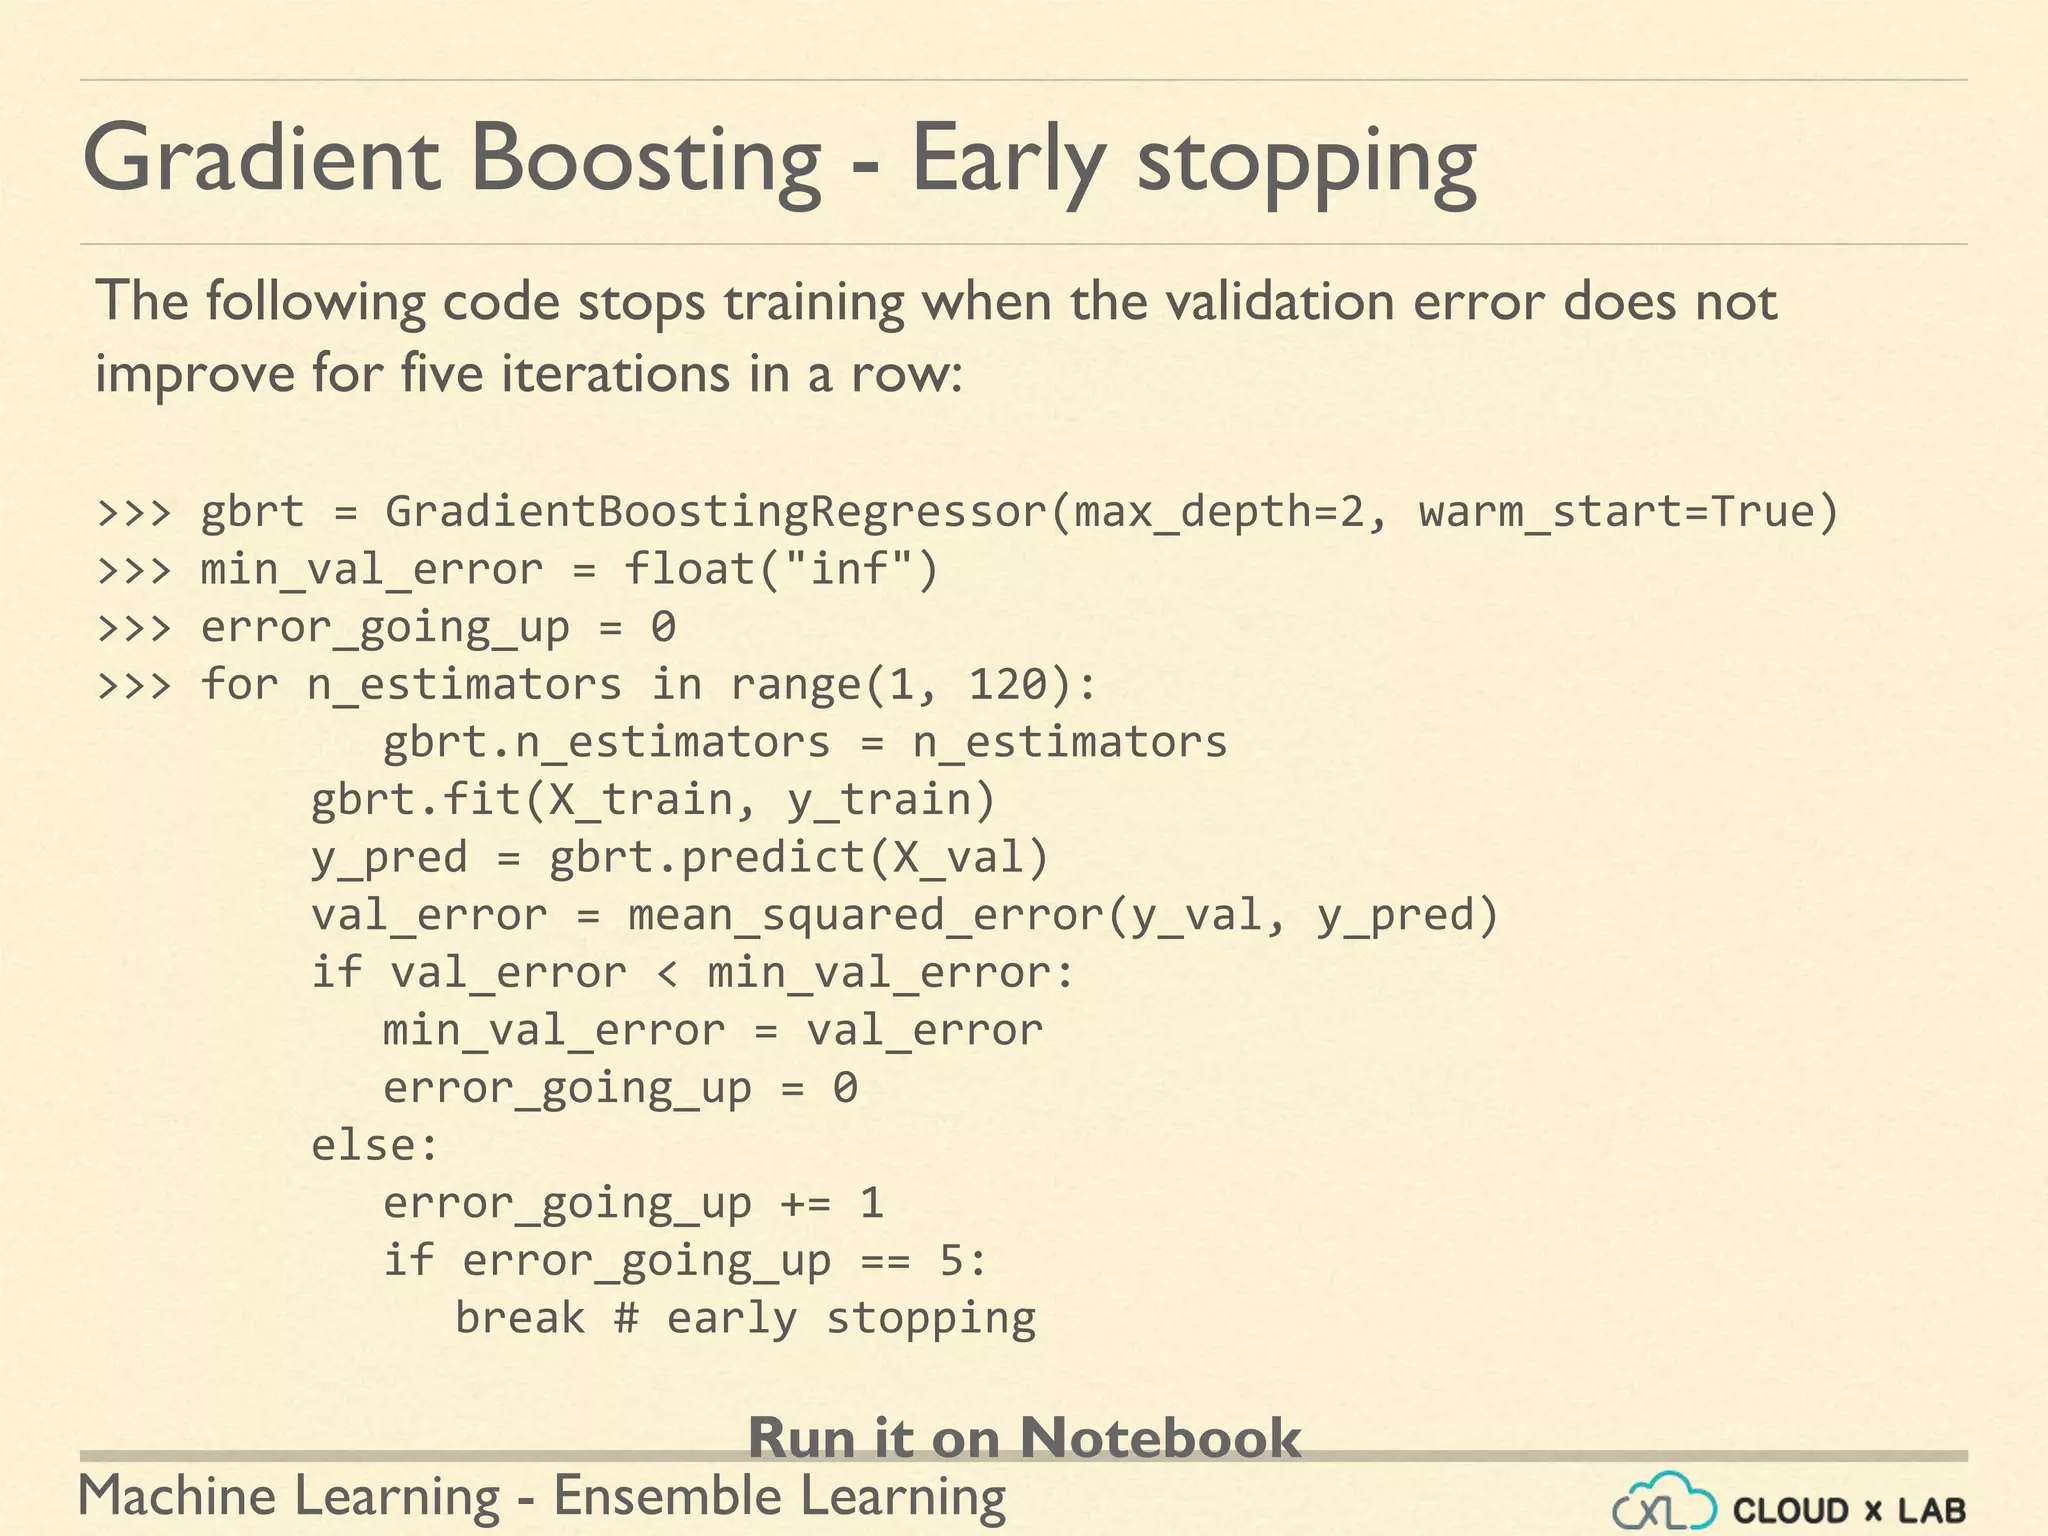 Gradient Boosting - Early stopping
The following code stops training when the validation error does not
improve for five iterations in a row:
>>> gbrt = GradientBoostingRegressor(max_depth=2, warm_start=True)
>>> min_val_error = float("inf")
>>> error_going_up = 0
>>> for n_estimators in range(1, 120):
gbrt.n_estimators = n_estimators
gbrt.fit(X_train, y_train)
y_pred = gbrt.predict(X_val)
val_error = mean_squared_error(y_val, y_pred)
if val_error < min_val_error:
min_val_error = val_error
error_going_up = 0
else:
error_going_up += 1
if error_going_up == 5:
break # early stopping
Run it on Notebook
Machine Learning - Ensemble Learning
CXL CLOUD x LAB